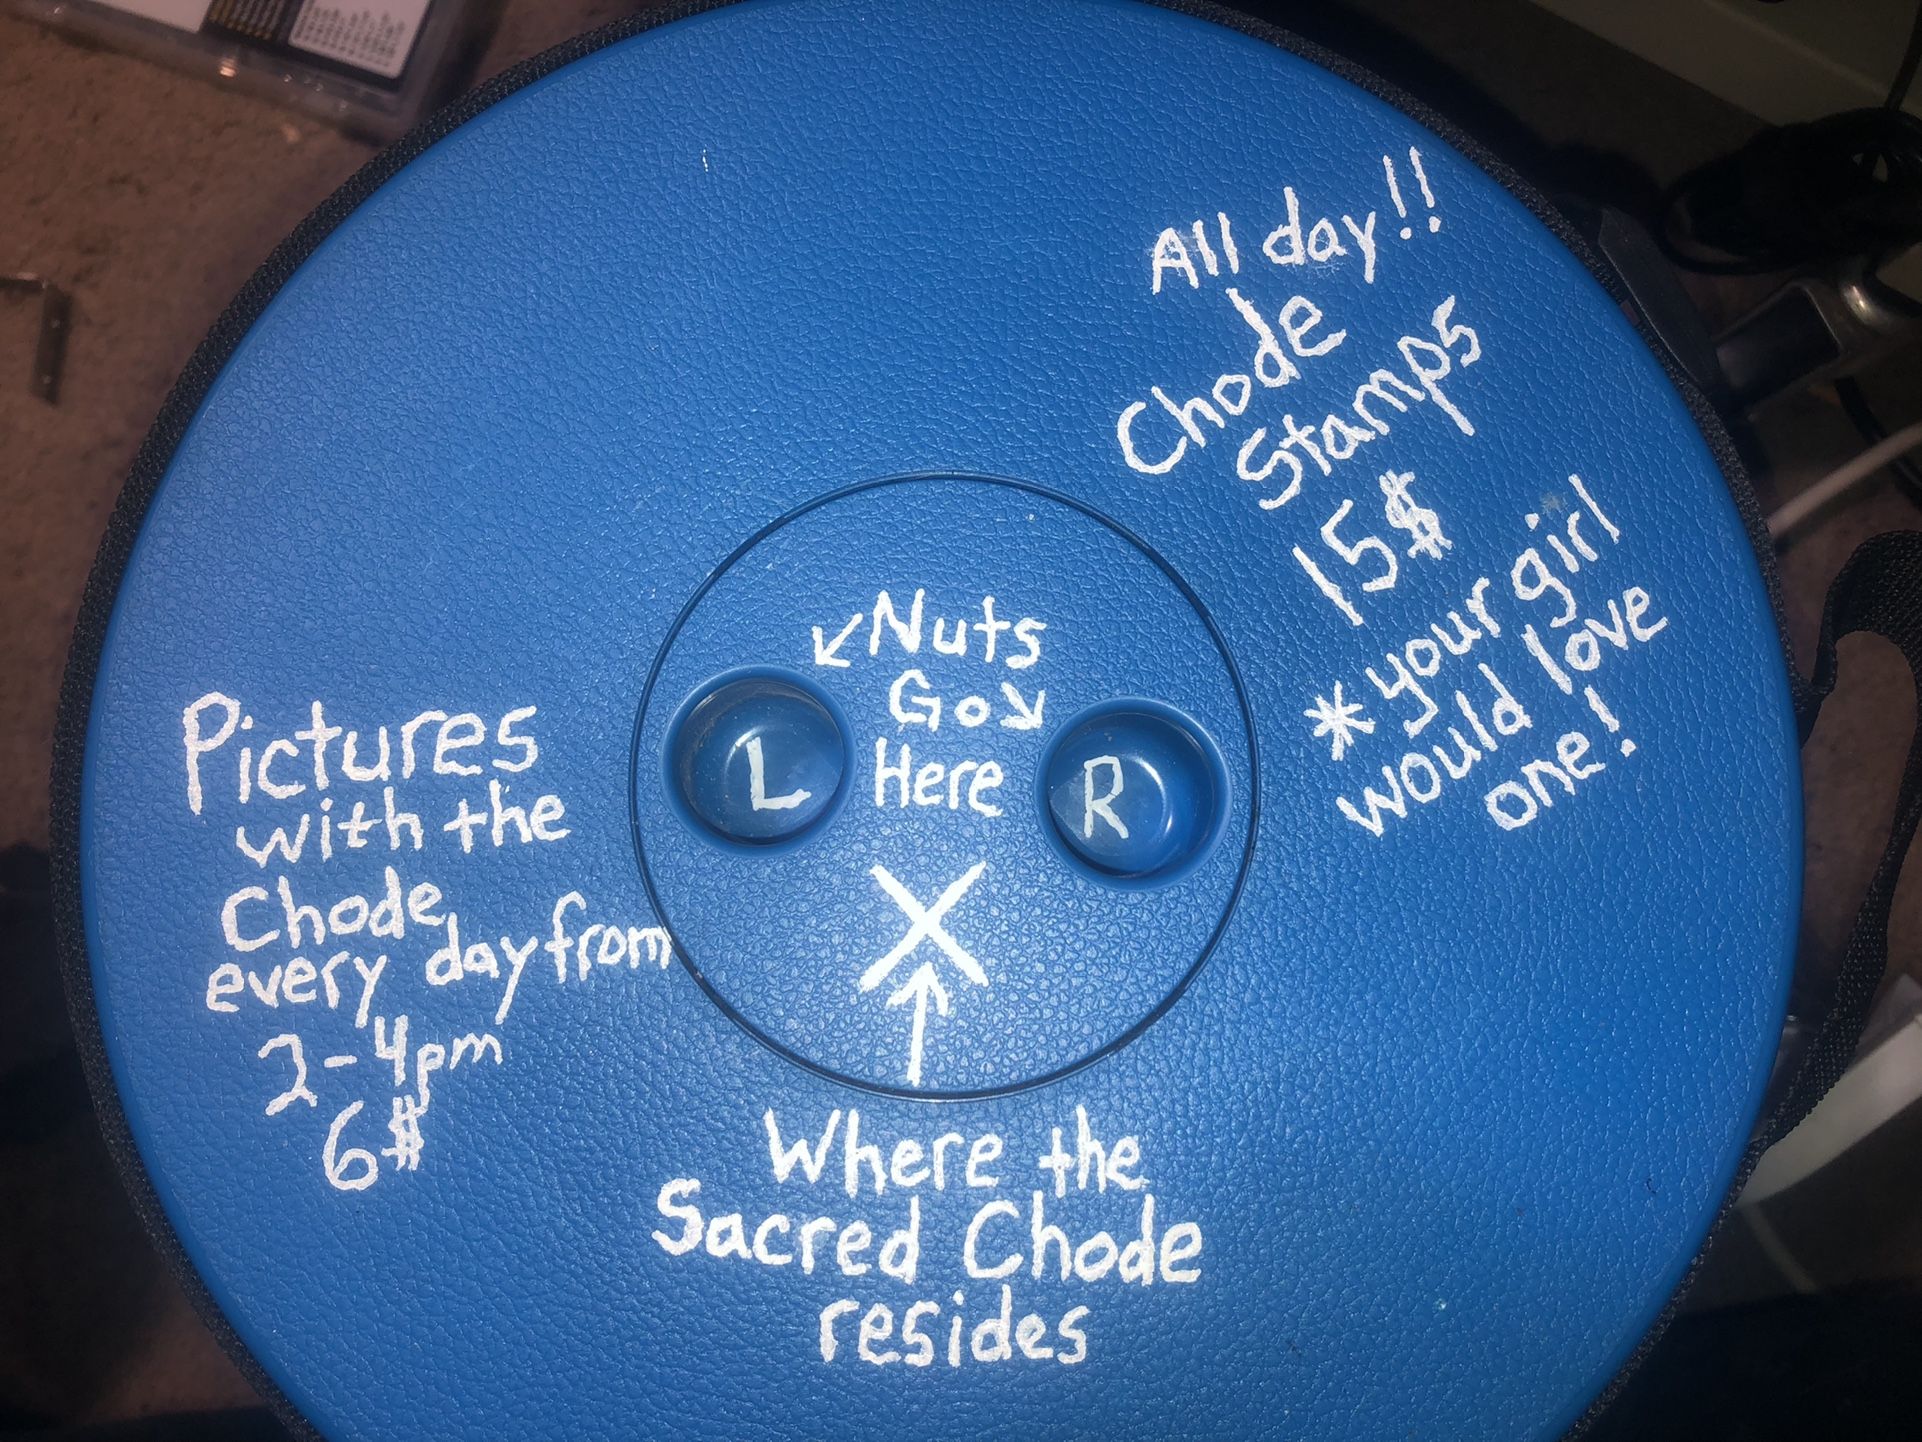 All day!!
Chode
Stamps
15$
*your girl
would love
one!
↙Nuts
Go↘
Here
L
R
X
↑
Where the
Sacred Chode
resides
Pictures
with the
Chode
every day from
2-4pm
6$